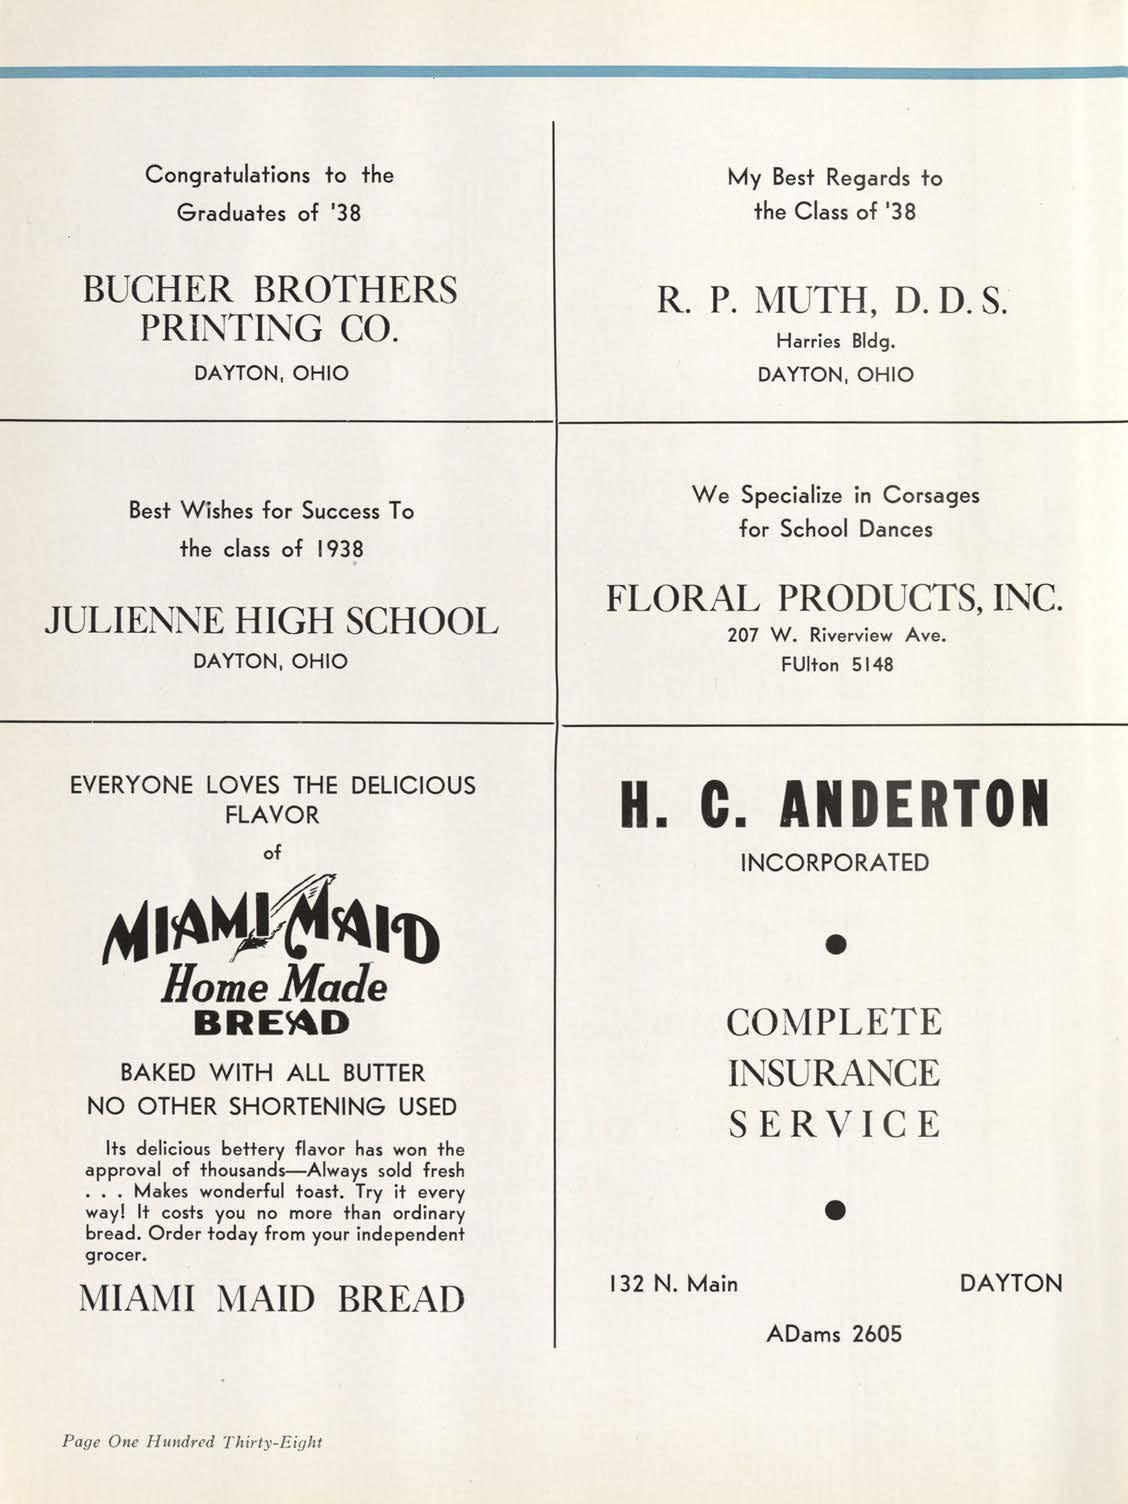 Congratulations to the
Graduates of '38
BUCHER BROTHERS
PRINTING CO.
DAYTON, OHIO
My Best Regards to
the Class of '38
R. P. MUTH, D. D. S.
Harries Bldg.
DAYTON, OHIO
Best Wishes for Success To
the class of 1938
JULIENNE HIGH SCHOOL
DAYTON, OHIO
We Specialize in Corsages
for School Dances
FLORAL PRODUCTS, INC.
207 W. Riverview Ave.
FUlton 5148
EVERYONE LOVES THE DELICIOUS
FLAVOR
of
MIAMI MAID
Home Made
BREAD
BAKED WITH ALL BUTTER
NO OTHER SHORTENING USED
Its delicious bettery flavor has won the
approval of thousands—Always sold fresh
. . . Makes wonderful toast. Try it every
way! It costs you no more than ordinary
bread. Order today from your independent
grocer.
MIAMI MAID BREAD
H. C. ANDERTON
INCORPORATED
COMPLETE
INSURANCE
SERVICE
132 N. Main DAYTON
ADams 2605
Page One Hundred Thirty-Eight